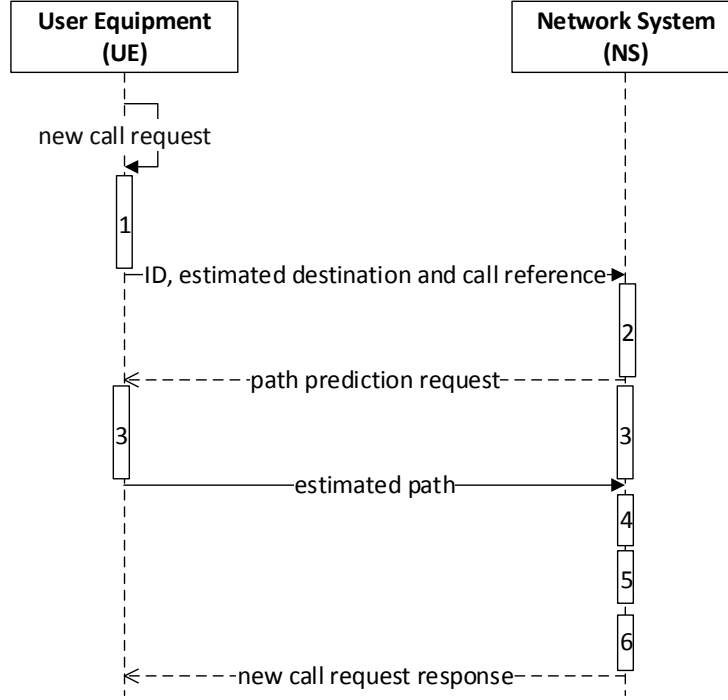 User Equipment
(UE)
Network System
(NS)
new call request
1
ID, estimated destination and call reference
2
path prediction request
3
3
estimated path
4
5
6
new call request response